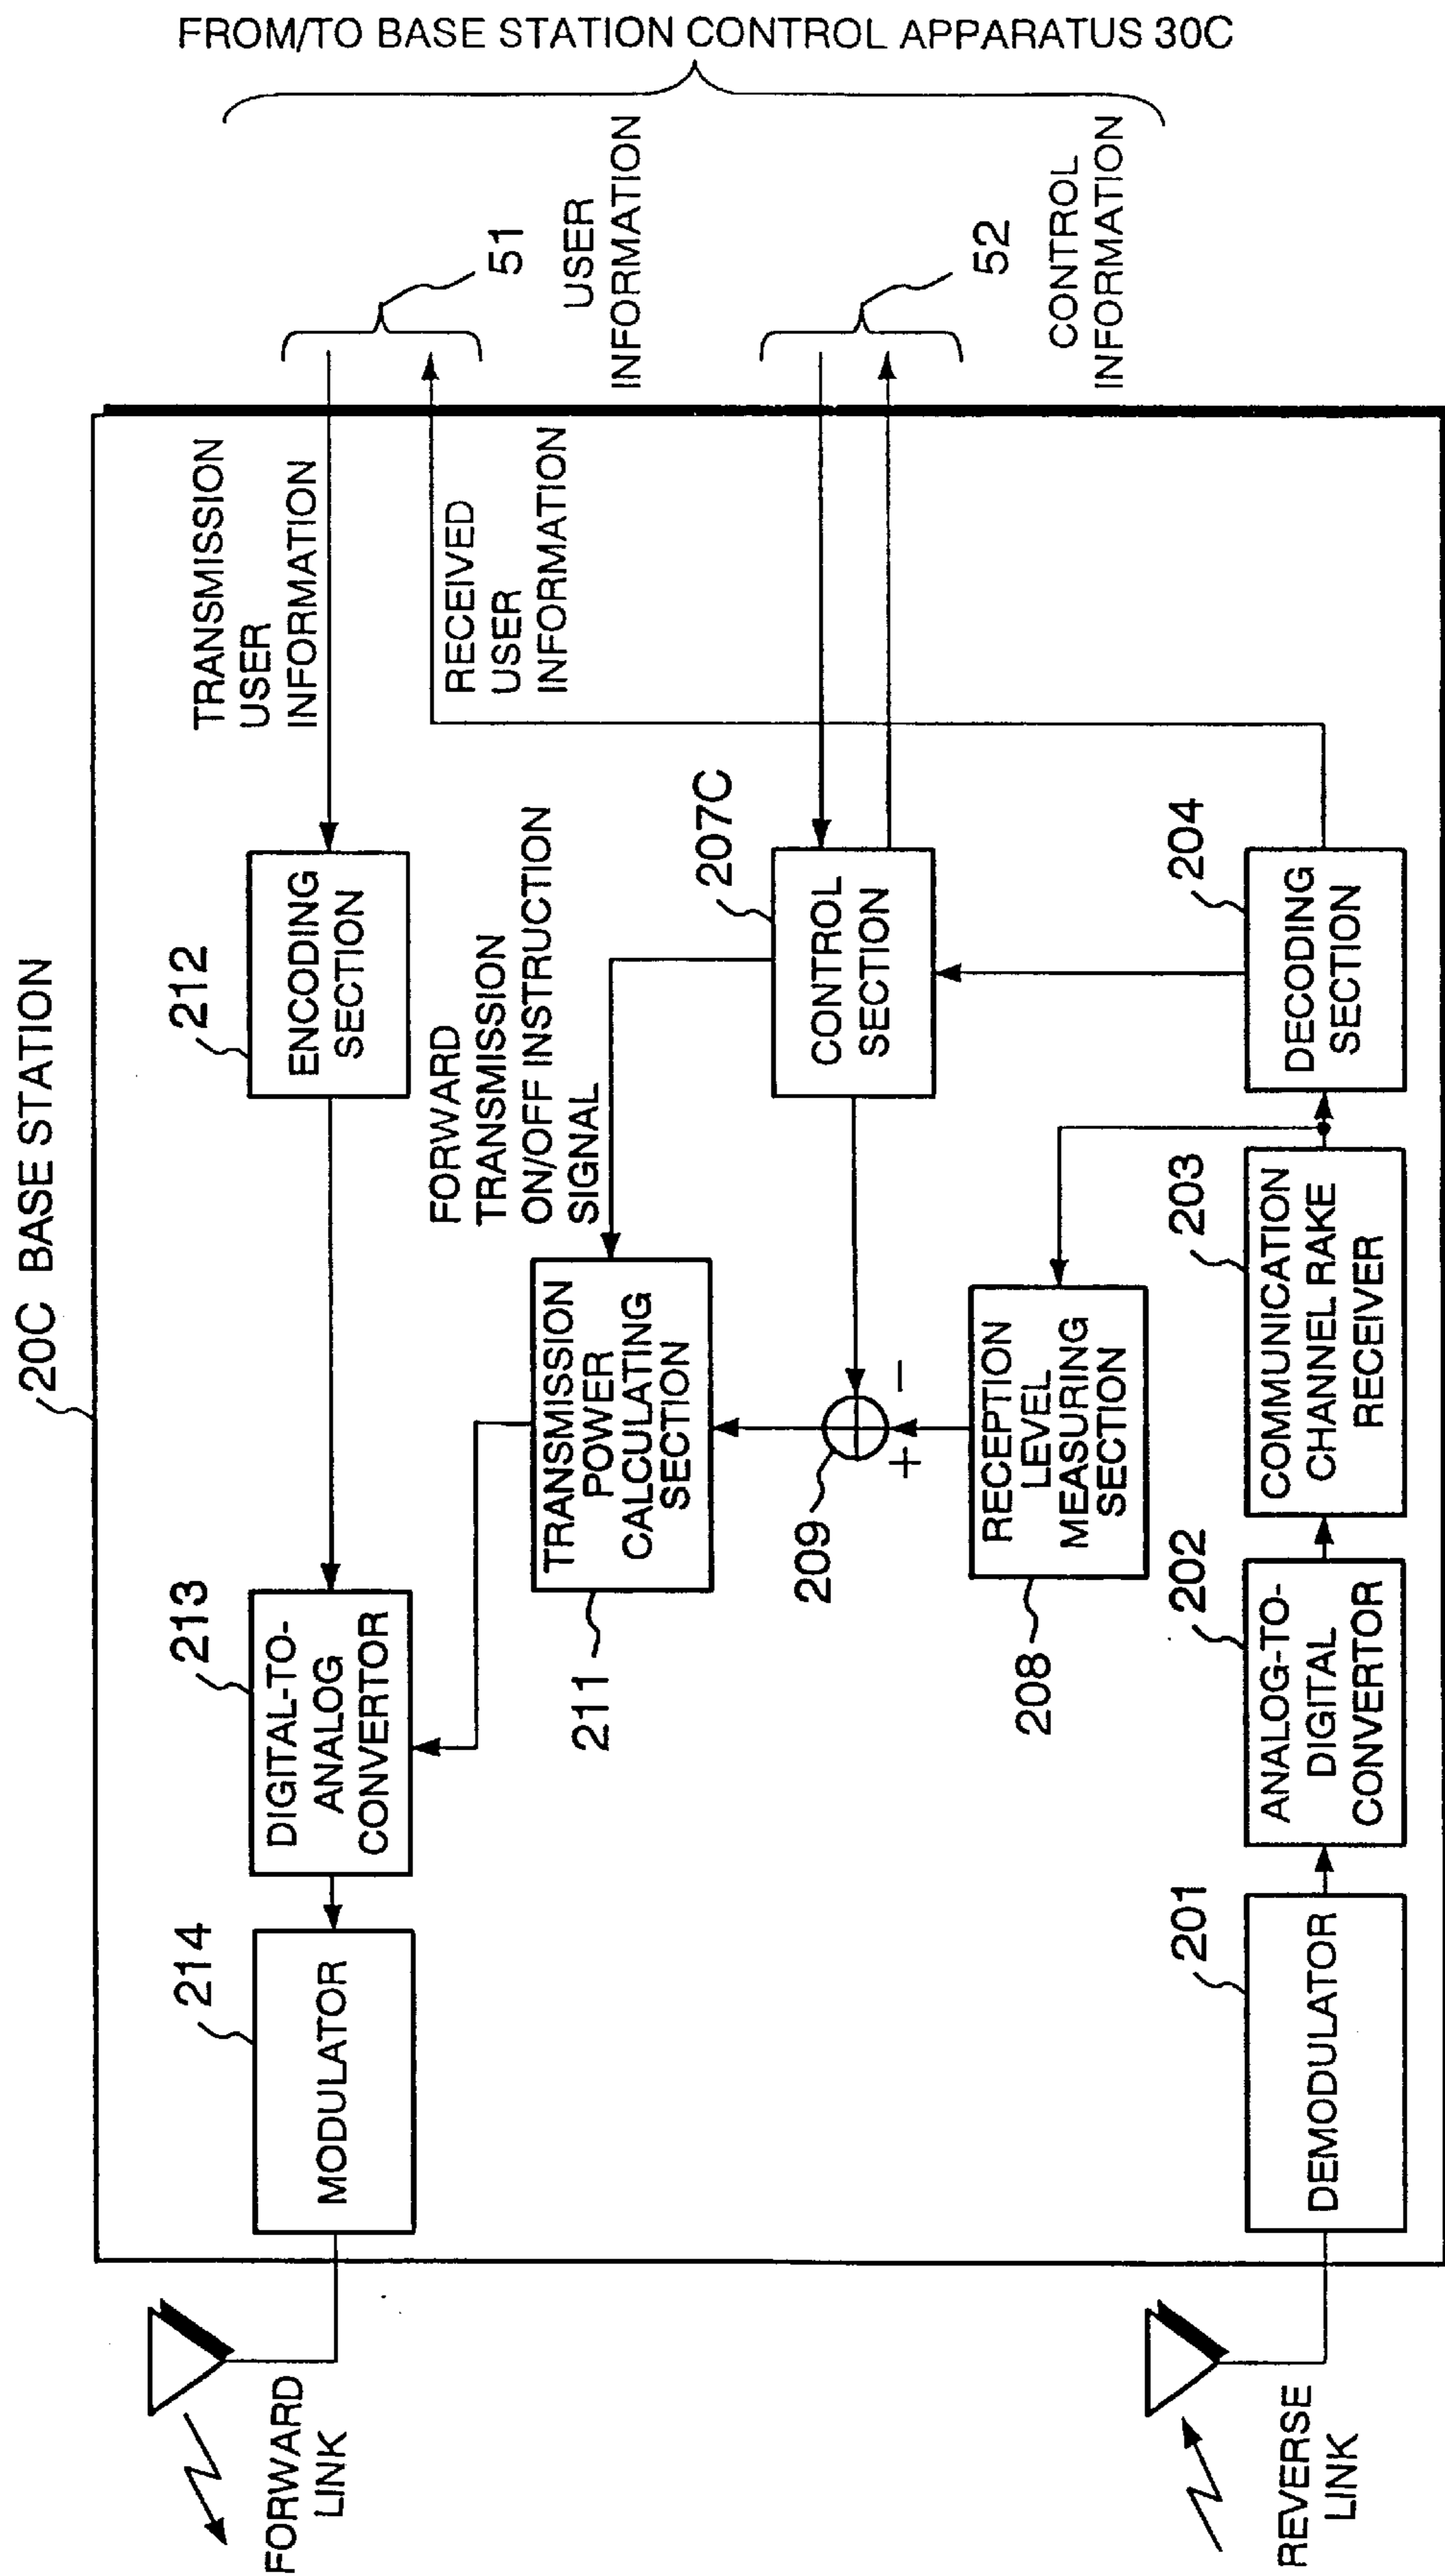 20C BASE STATION
FROM/TO BASE STATION CONTROL APPARATUS 30C
FORWARD
LINK
214
MODULATOR
213
DIGITAL-TO-
ANALOG
CONVERTOR
212
ENCODING
SECTION
TRANSMISSION
USER
INFORMATION
51
USER
INFORMATION
RECEIVED
USER
INFORMATION
FORWARD
TRANSMISSION
ON/OFF INSTRUCTION
SIGNAL
211
TRANSMISSION
POWER
CALCULATING
SECTION
207C
CONTROL
SECTION
52
CONTROL
INFORMATION
209
+
−
208
RECEPTION
LEVEL
MEASURING
SECTION
REVERSE
LINK
201
DEMODULATOR
202
ANALOG-TO-
DIGITAL
CONVERTOR
203
COMMUNICATION
CHANNEL RAKE
RECEIVER
204
DECODING
SECTION